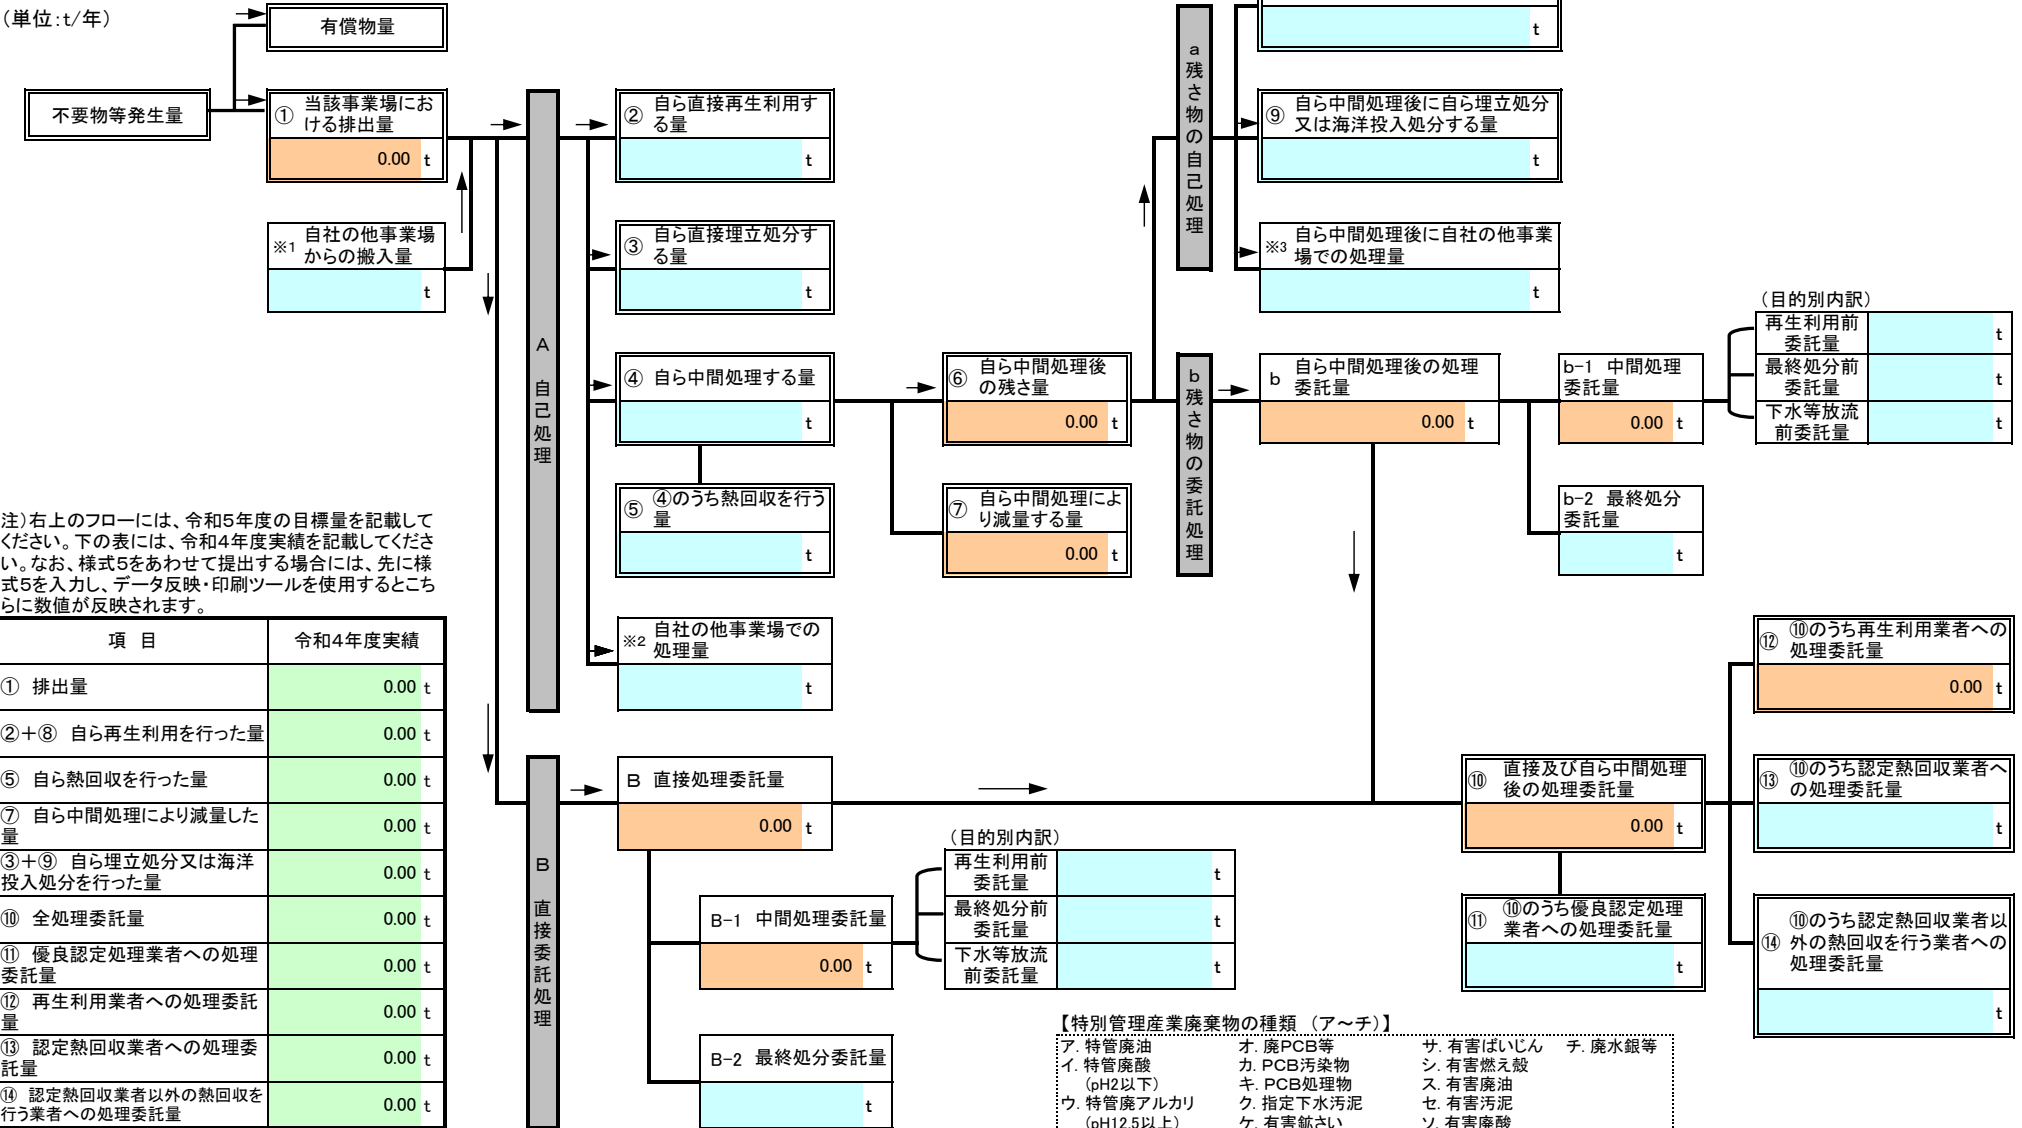 （単位：t/年）
有償物量
不要物等発生量
①
当該事業場にお
ける排出量
0.00 t
※1
自社の他事業場
からの搬入量
t
A 自己処理
②
自ら直接再生利用す
る量
t
③
自ら直接埋立処分す
る量
t
④ 自ら中間処理する量
t
⑤
④のうち熱回収を行う
量
t
※2
自社の他事業場での
処理量
t
⑥
自ら中間処理後
の残さ量
0.00 t
⑦
自ら中間処理によ
り減量する量
0.00 t
a 残さ物の自己処理
t
⑨
自ら中間処理後に自ら埋立処分
又は海洋投入処分する量
t
※3
自ら中間処理後に自社の他事業
場での処理量
t
b 残さ物の委託処理
b
自ら中間処理後の処理
委託量
0.00 t
b-1 中間処理
委託量
0.00 t
b-2 最終処分
委託量
t
（目的別内訳）
再生利用前
委託量
t
最終処分前
委託量
t
下水等放流
前委託量
t
注）右上のフローには、令和５年度の目標量を記載して
ください。下の表には、令和４年度実績を記載してくださ
い。なお、様式５をあわせて提出する場合には、先に様
式５を入力し、データ反映・印刷ツールを使用するとこち
らに数値が反映されます。
項 目 令和４年度実績
① 排出量 0.00 t
②＋⑧ 自ら再生利用を行った量 0.00 t
⑤ 自ら熱回収を行った量 0.00 t
⑦ 自ら中間処理により減量した
量 0.00 t
③＋⑨ 自ら埋立処分又は海洋
投入処分を行った量 0.00 t
⑩ 全処理委託量 0.00 t
⑪ 優良認定処理業者への処理
委託量 0.00 t
⑫ 再生利用業者への処理委託
量 0.00 t
⑬ 認定熱回収業者への処理委
託量 0.00 t
⑭ 認定熱回収業者以外の熱回収を
行う業者への処理委託量 0.00 t
B 直接委託処理
B 直接処理委託量
0.00 t
B-1 中間処理委託量
0.00 t
B-2 最終処分委託量
t
（目的別内訳）
再生利用前
委託量
t
最終処分前
委託量
t
下水等放流
前委託量
t
⑩
直接及び自ら中間処理
後の処理委託量
0.00 t
⑪
⑩のうち優良認定処理
業者への処理委託量
t
⑫
⑩のうち再生利用業者への
処理委託量
0.00 t
⑬
⑩のうち認定熱回収業者へ
の処理委託量
t
⑭
⑩のうち認定熱回収業者以
外の熱回収を行う業者への
処理委託量
t
【特別管理産業廃棄物の種類 （ア～チ）】
ア．特管廃油
イ．特管廃酸
（pH2以下）
ウ．特管廃アルカリ
（pH12.5以上）
オ．廃PCB等
カ．PCB汚染物
キ．PCB処理物
ク．指定下水汚泥
ケ．有害鉱さい
サ．有害ばいじん
シ．有害燃え殻
ス．有害廃油
セ．有害汚泥
ソ．有害廃酸
チ．廃水銀等